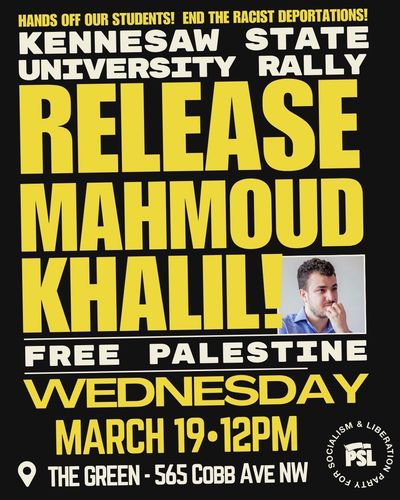 HANDS OFF OUR STUDENTS! END THE RACIST DEPORTATIONS!
KENNESAW STATE
UNIVERSITY RALLY
RELEASE
MAHMOUD
KHALIL!
FREE PALESTINE
WEDNESDAY
MARCH 19•12PM
THE GREEN - 565 COBB AVE NW
PARTY FOR SOCIALISM & LIBERATION
PSL